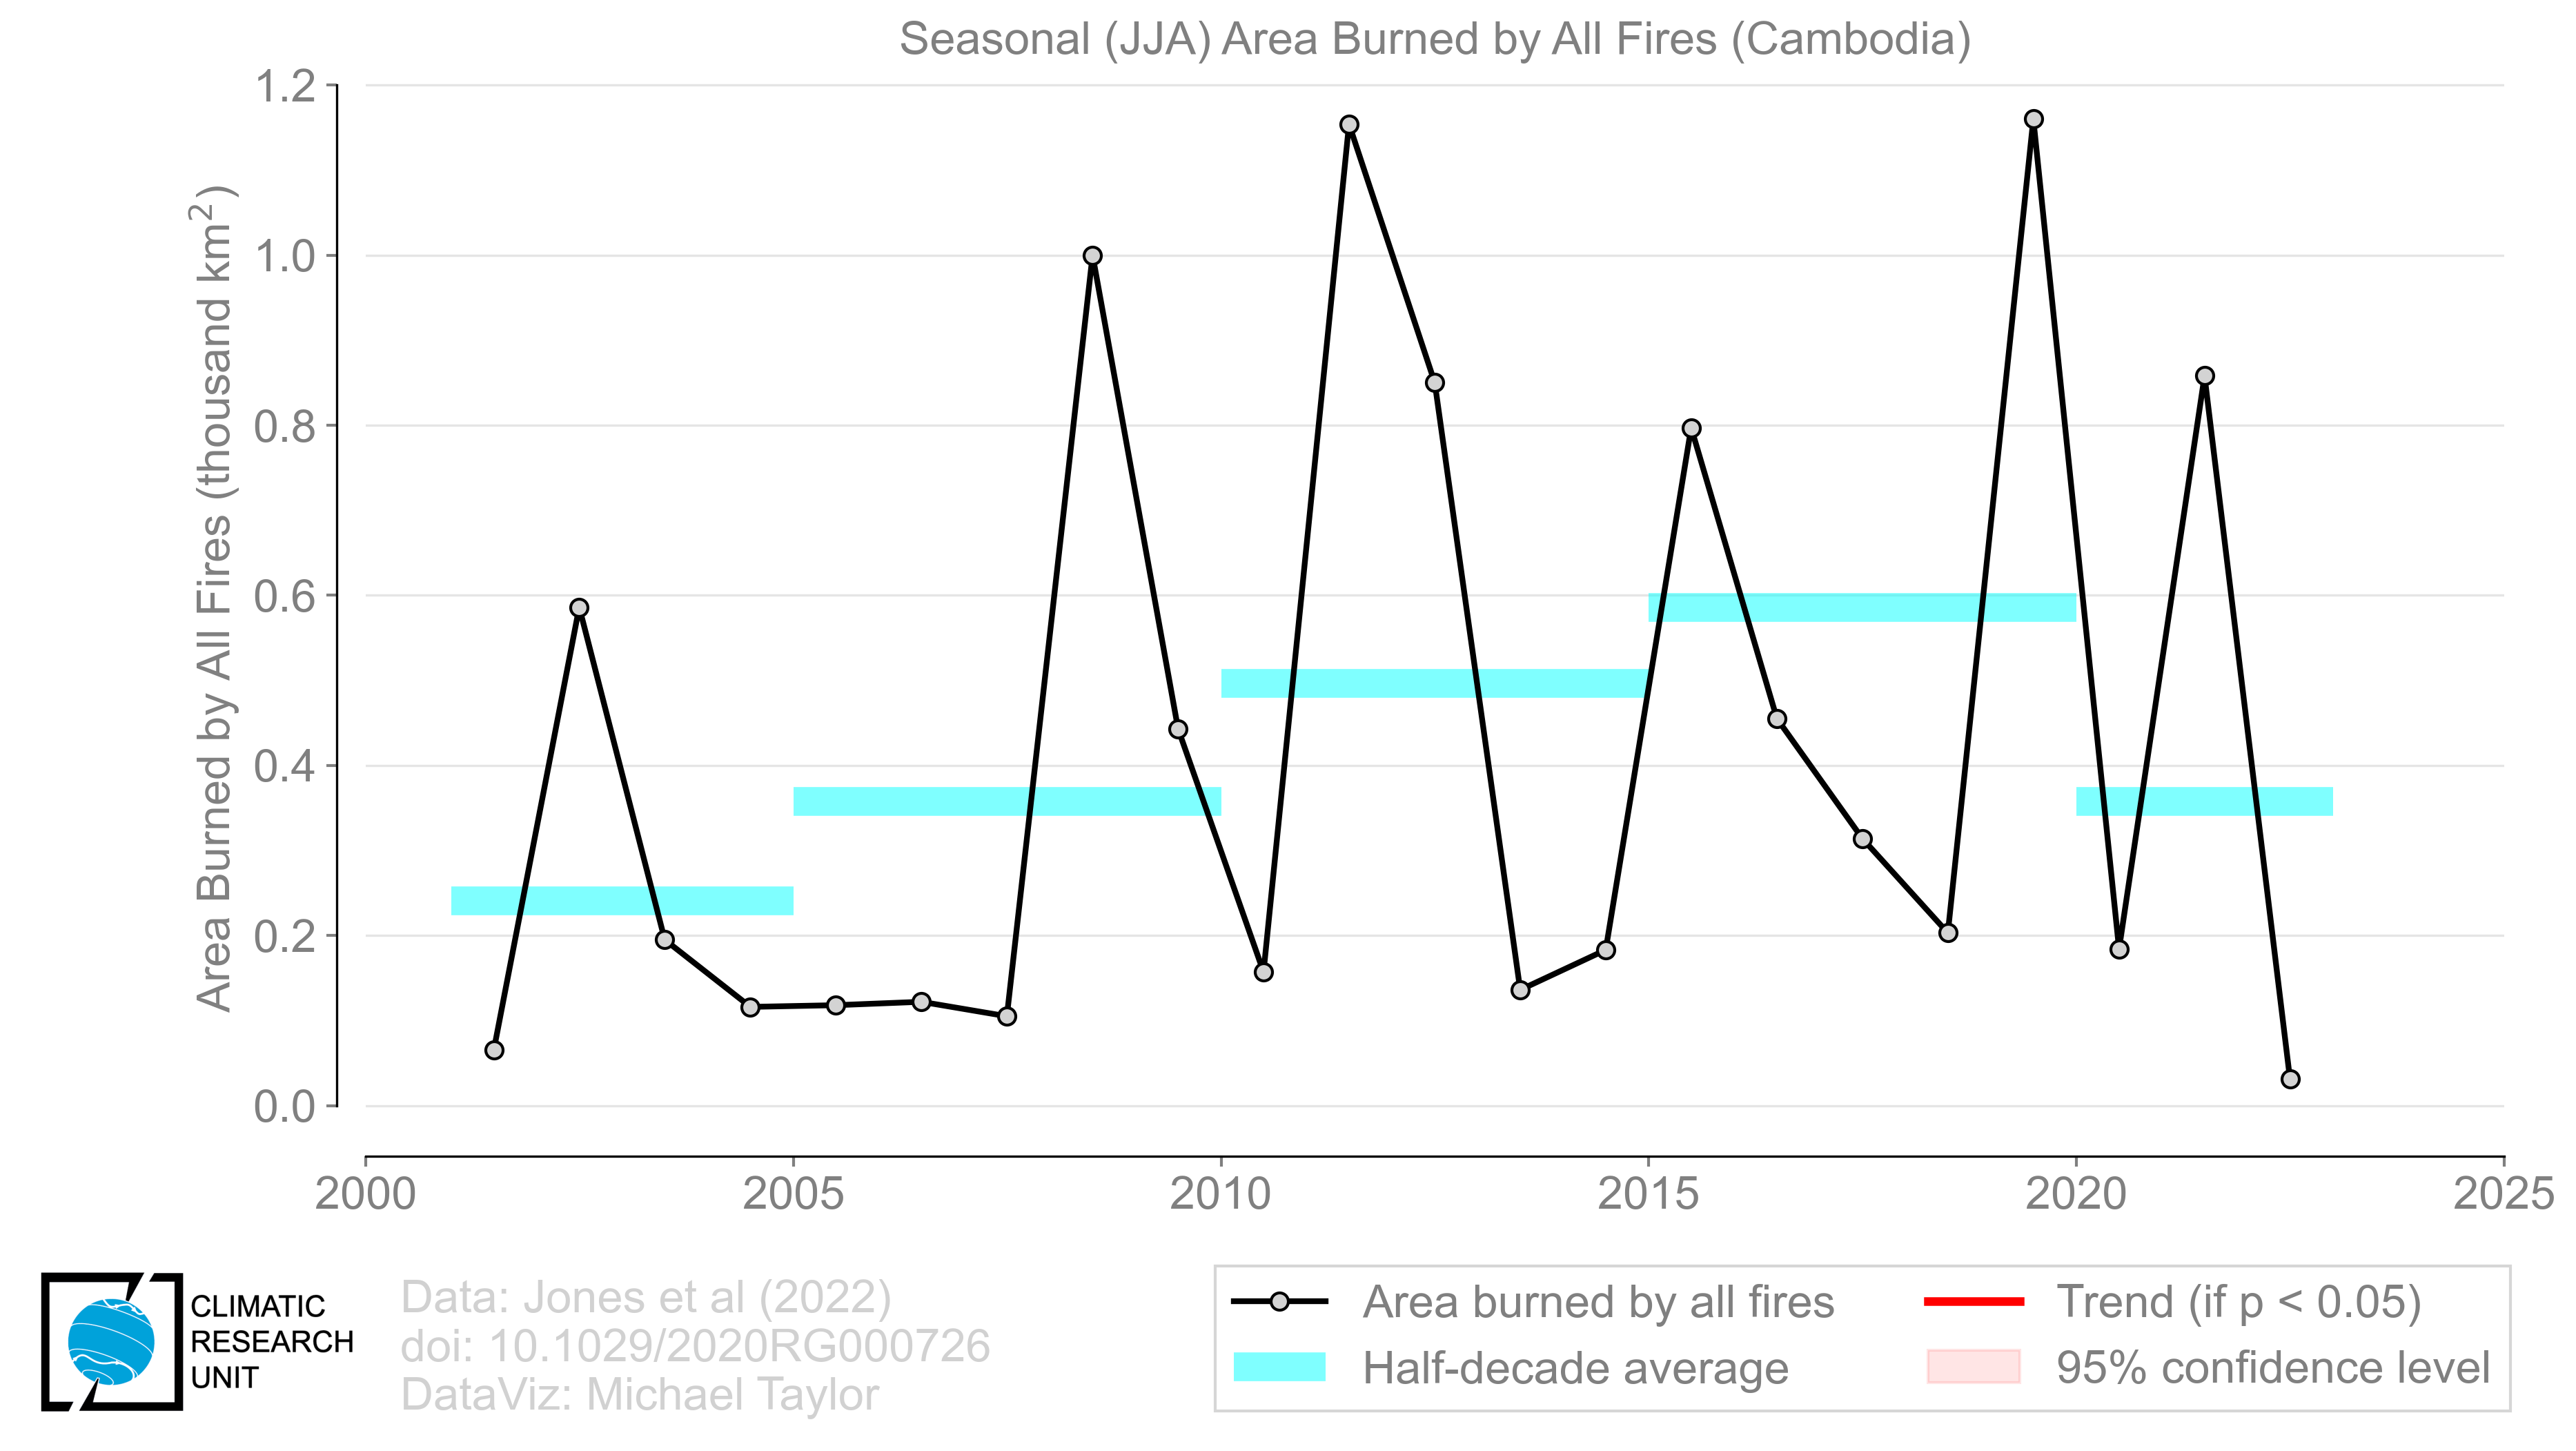 Seasonal (JJA) Area Burned by All Fires (Cambodia)
Area Burned by All Fires (thousand km²)
1.2
1.0
0.8
0.6
0.4
0.2
0.0
2000 2005 2010 2015 2020 2025
CLIMATIC
RESEARCH
UNIT
Data: Jones et al (2022)
doi: 10.1029/2020RG000726
DataViz: Michael Taylor
Area burned by all fires
Half-decade average
Trend (if p < 0.05)
95% confidence level